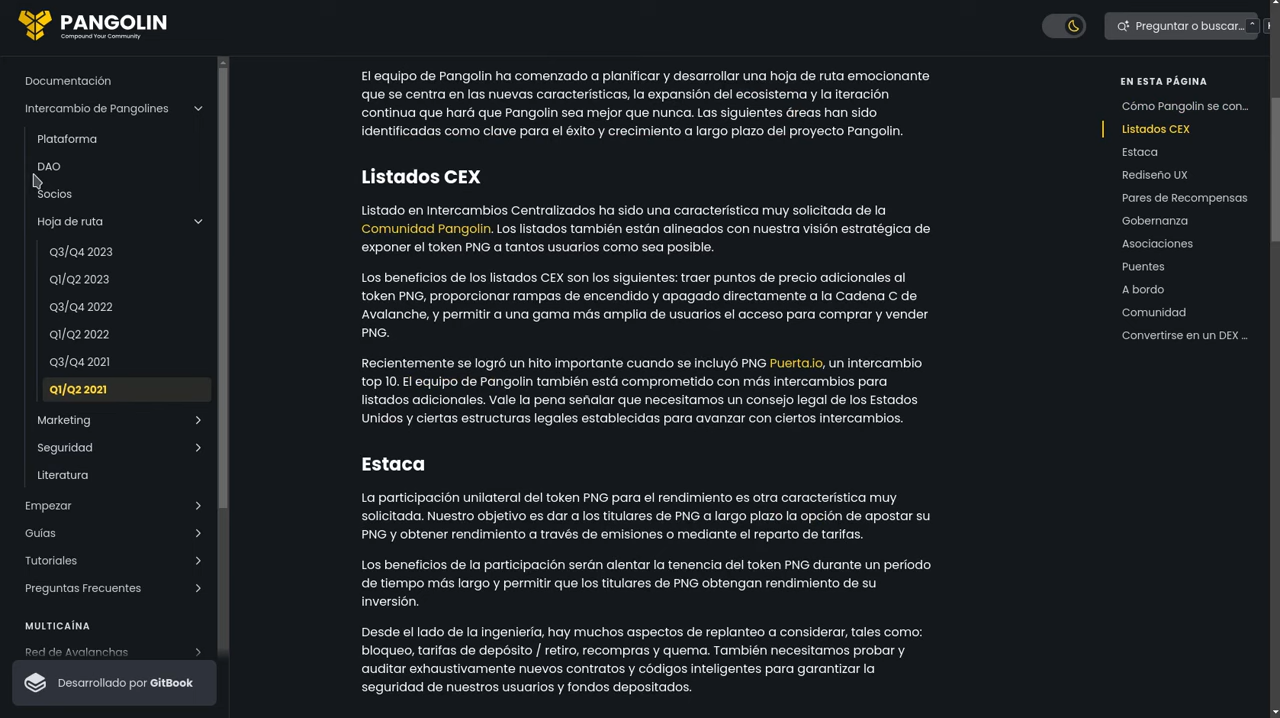 PANGOLIN
Compound Your Community
Preguntar o buscar...
Documentación
Intercambio de Pangolines
Plataforma
DAO
Socios
Hoja de ruta
Q3/Q4 2023
Q1/Q2 2023
Q3/Q4 2022
Q1/Q2 2022
Q3/Q4 2021
Q1/Q2 2021
Marketing
Seguridad
Literatura
Empezar
Guías
Tutoriales
Preguntas Frecuentes
MULTICAÍNA
Red de Avalanchas
Desarrollado por GitBook
El equipo de Pangolin ha comenzado a planificar y desarrollar una hoja de ruta emocionante
que se centra en las nuevas características, la expansión del ecosistema y la iteración
continua que hará que Pangolin sea mejor que nunca. Las siguientes áreas han sido
identificadas como clave para el éxito y crecimiento a largo plazo del proyecto Pangolin.
Listados CEX
Listado en Intercambios Centralizados ha sido una característica muy solicitada de la
Comunidad Pangolin. Los listados también están alineados con nuestra visión estratégica de
exponer el token PNG a tantos usuarios como sea posible.
Los beneficios de los listados CEX son los siguientes: traer puntos de precio adicionales al
token PNG, proporcionar rampas de encendido y apagado directamente a la Cadena C de
Avalanche, y permitir a una gama más amplia de usuarios el acceso para comprar y vender
PNG.
Recientemente se logró un hito importante cuando se incluyó PNG Puerta.io, un intercambio
top 10. El equipo de Pangolin también está comprometido con más intercambios para
listados adicionales. Vale la pena señalar que necesitamos un consejo legal de los Estados
Unidos y ciertas estructuras legales establecidas para avanzar con ciertos intercambios.
Estaca
La participación unilateral del token PNG para el rendimiento es otra característica muy
solicitada. Nuestro objetivo es dar a los titulares de PNG a largo plazo la opción de apostar su
PNG y obtener rendimiento a través de emisiones o mediante el reparto de tarifas.
Los beneficios de la participación serán alentar la tenencia del token PNG durante un período
de tiempo más largo y permitir que los titulares de PNG obtengan rendimiento de su
inversión.
Desde el lado de la ingeniería, hay muchos aspectos de replanteo a considerar, tales como:
bloqueo, tarifas de depósito / retiro, recompras y quema. También necesitamos probar y
auditar exhaustivamente nuevos contratos y códigos inteligentes para garantizar la
seguridad de nuestros usuarios y fondos depositados.
EN ESTA PÁGINA
Cómo Pangolin se con...
Listados CEX
Estaca
Rediseño UX
Pares de Recompensas
Gobernanza
Asociaciones
Puentes
A bordo
Comunidad
Convertirse en un DEX ...